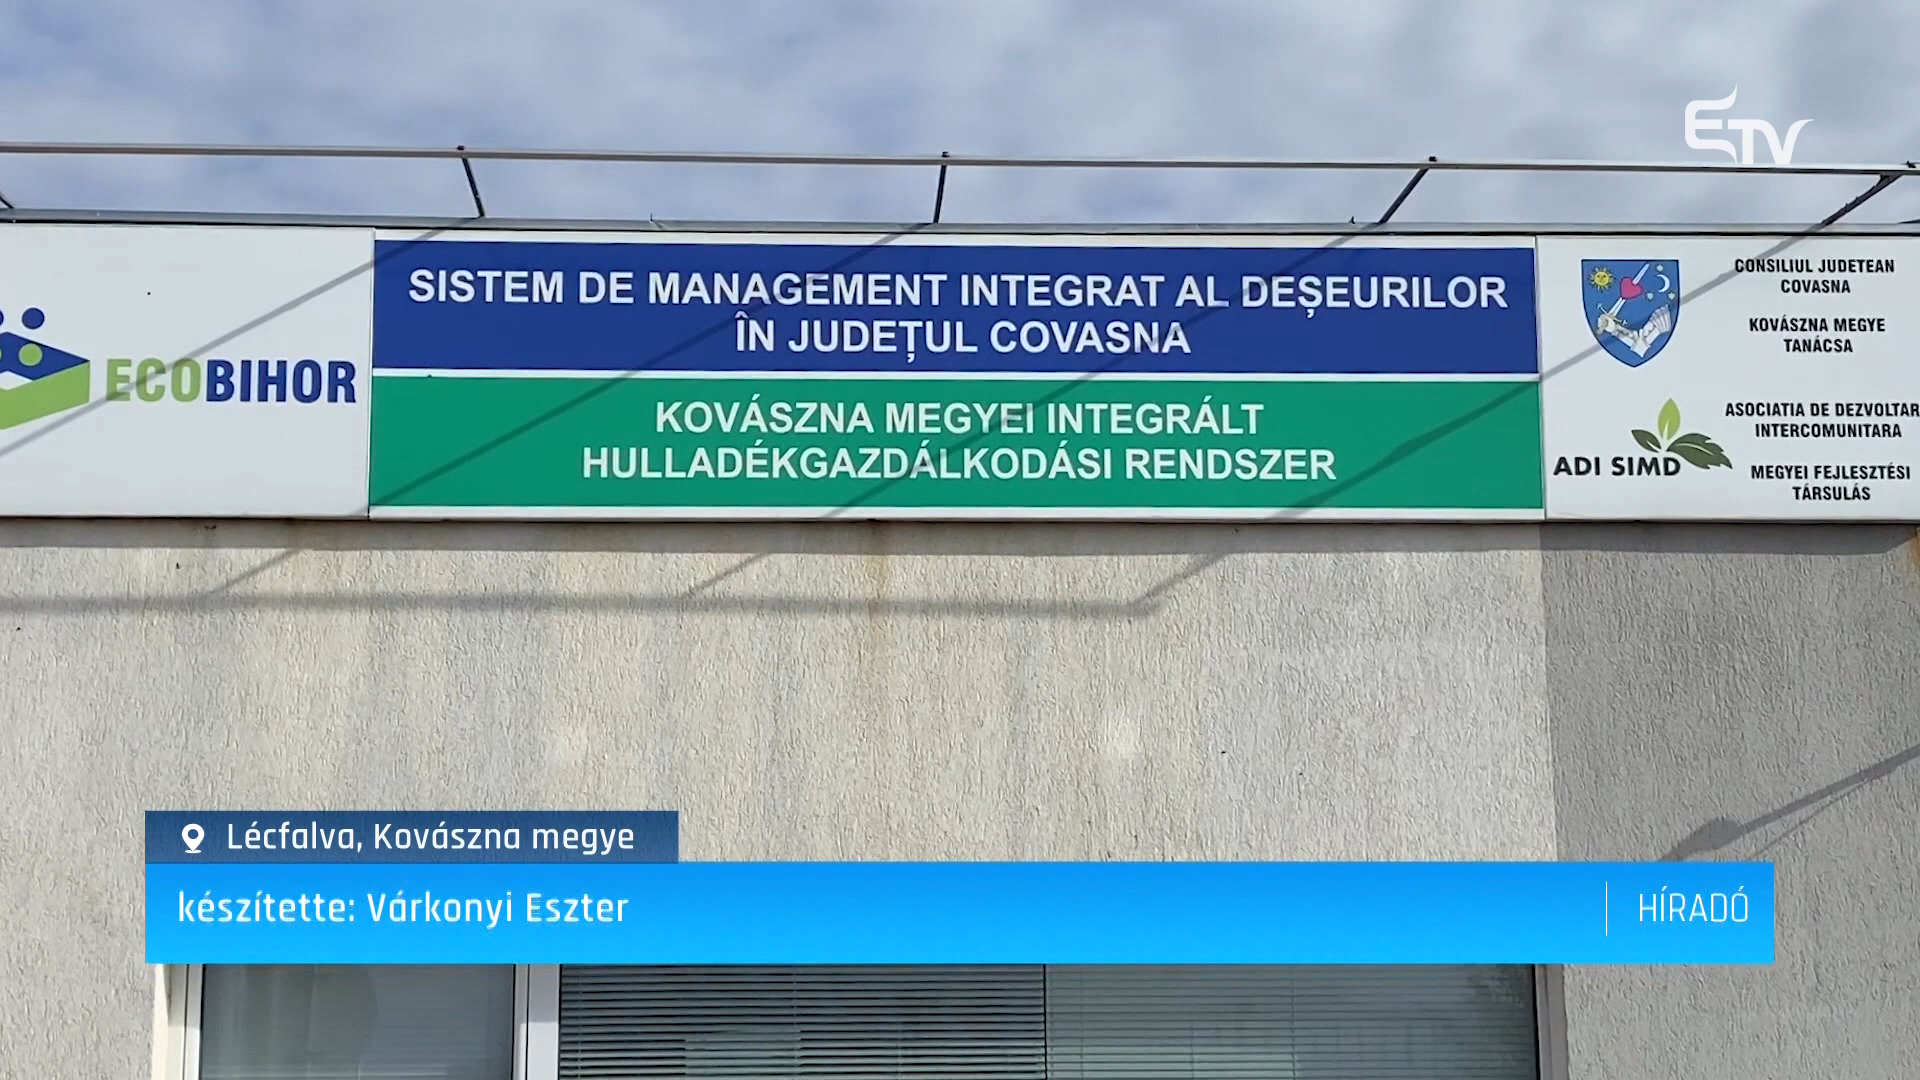 ETV
ECOBIHOR
SISTEM DE MANAGEMENT INTEGRAT AL DEȘEURILOR
ÎN JUDEȚUL COVASNA
KOVÁSZNA MEGYEI INTEGRÁLT
HULLADÉKGAZDÁLKODÁSI RENDSZER
CONSILIUL JUDETEAN
COVASNA
KOVÁSZNA MEGYE
TANÁCSA
ADI SIMD
ASOCIATIA DE DEZVOLTAR
INTERCOMUNITARA
MEGYEI FEJLESZTÉSI
TÁRSULÁS
Lécfalva, Kovászna megye
készítette: Várkonyi Eszter
HÍRADÓ